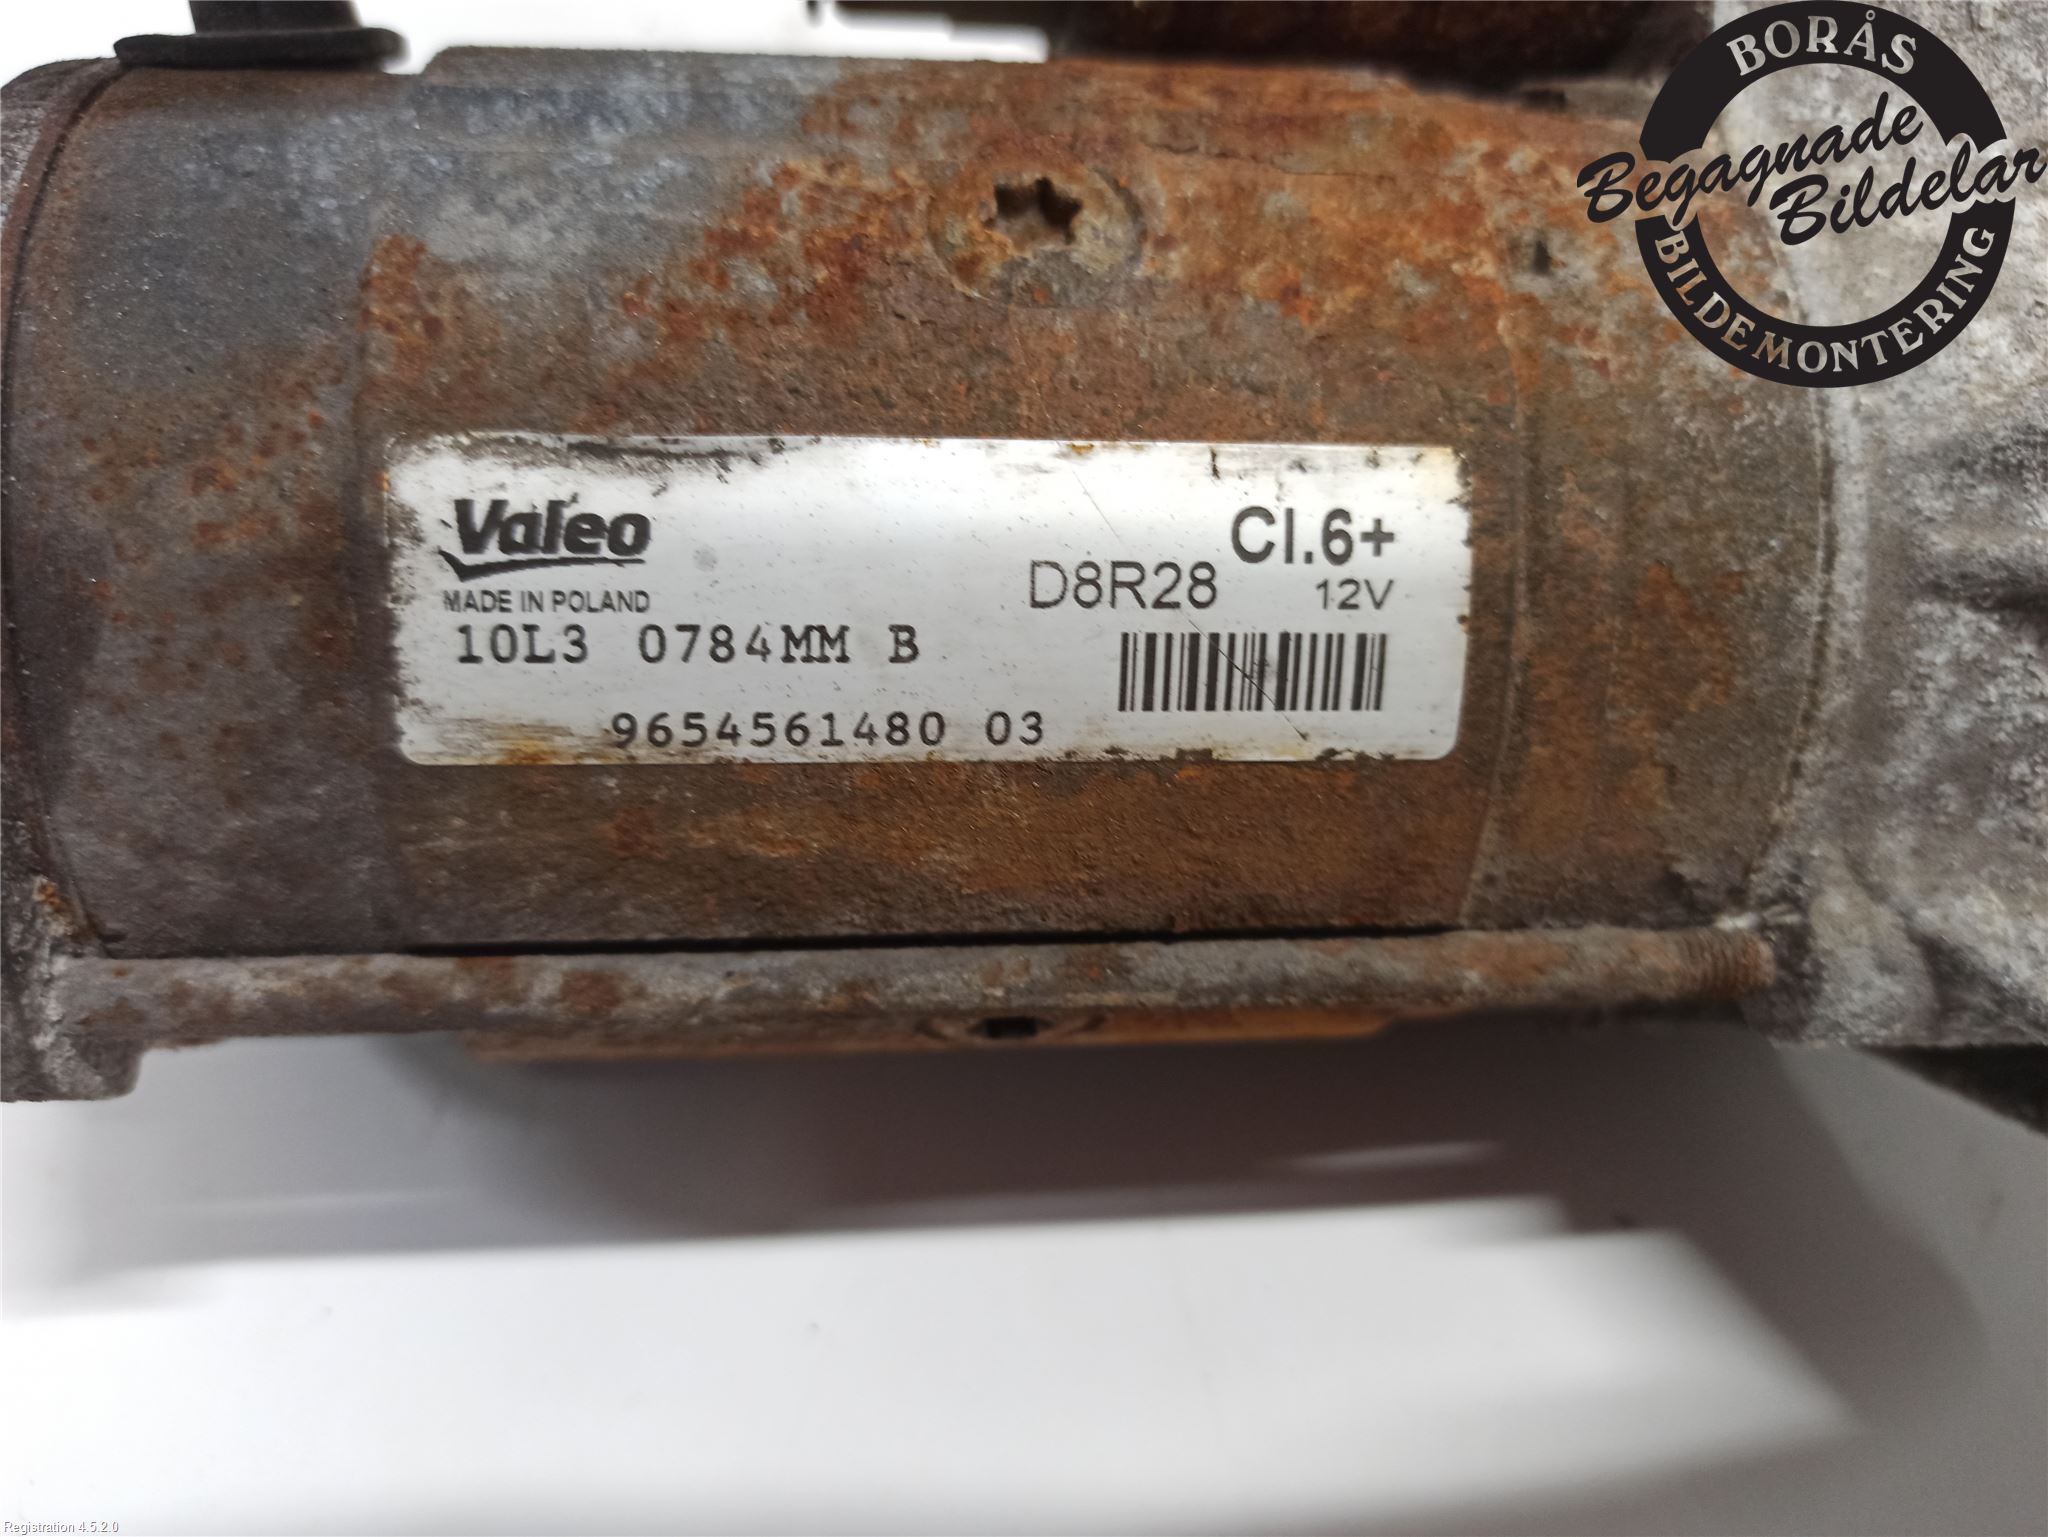 BORÅS
Begagnade
Bildelar
BILDEMONTERING
Valeo
MADE IN POLAND
Cl.6+
D8R28
12V
10L3 0784MM B
9654561480 03
Registration 4.5.2.0